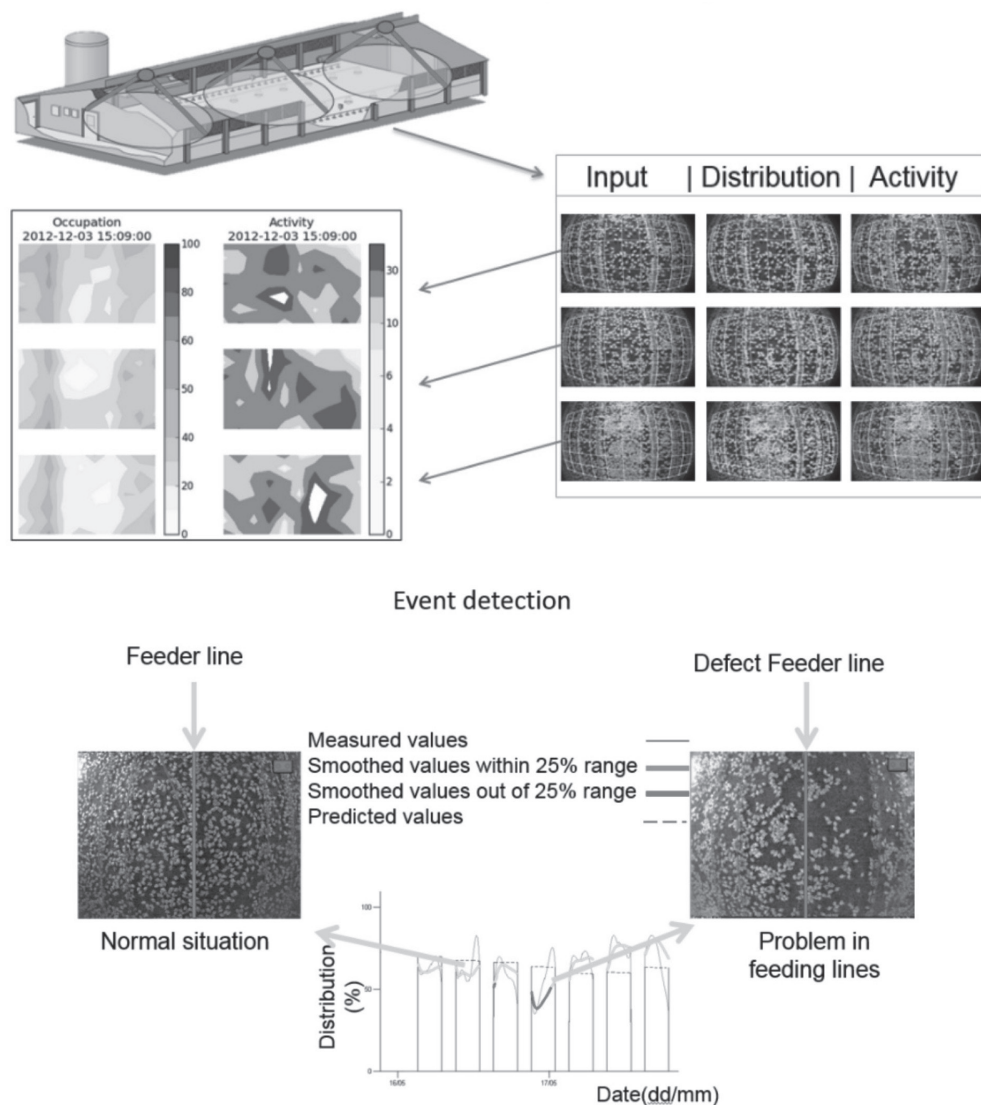 Input | Distribution | Activity
Occupation
2012-12-03 15:09:00
Activity
2012-12-03 15:09:00
100
80
60
50
40
20
0
30
10
6
4
2
0
Event detection
Feeder line
Defect Feeder line
Measured values
Smoothed values within 25% range
Smoothed values out of 25% range
Predicted values
Normal situation
Problem in
feeding lines
Distribution
(%)
100
50
0
16/05
17/05
Date(dd/mm)